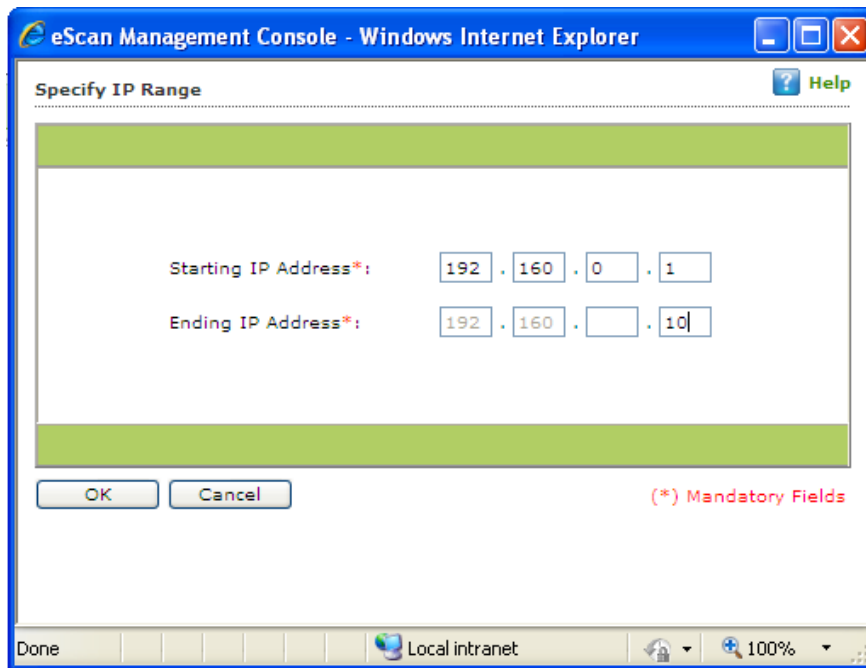 eScan Management Console - Windows Internet Explorer
Specify IP Range
? Help
Starting IP Address*: 192 . 160 . 0 . 1
Ending IP Address*: 192 . 160 . . 10
OK Cancel (*) Mandatory Fields
Done Local intranet 100%